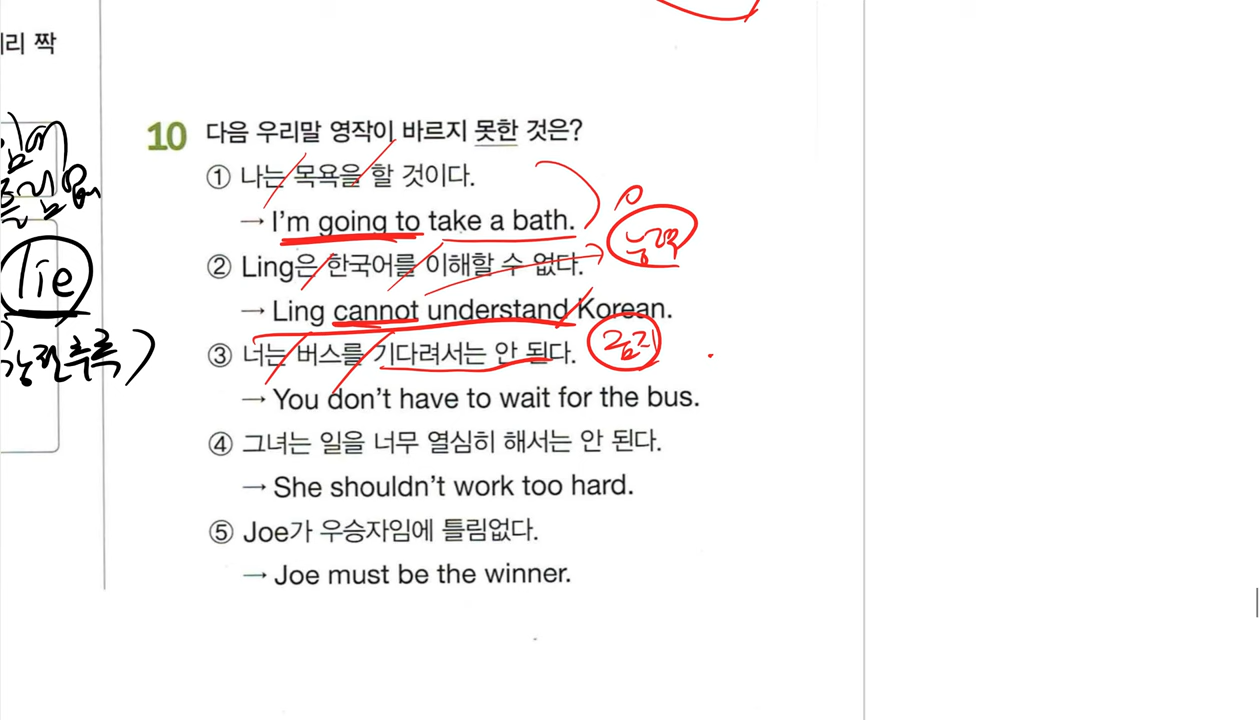 리 짝
10 다음 우리말 영작이 바르지 못한 것은?
① 나는 목욕을 할 것이다.
→ I'm going to take a bath.
능력
② Ling은 한국어를 이해할 수 없다.
→ Ling cannot understand Korean.
lie
③ 너는 버스를 기다려서는 안 된다.
금지
추측)
→ You don't have to wait for the bus.
④ 그녀는 일을 너무 열심히 해서는 안 된다.
→ She shouldn't work too hard.
⑤ Joe가 우승자임에 틀림없다.
→ Joe must be the winner.